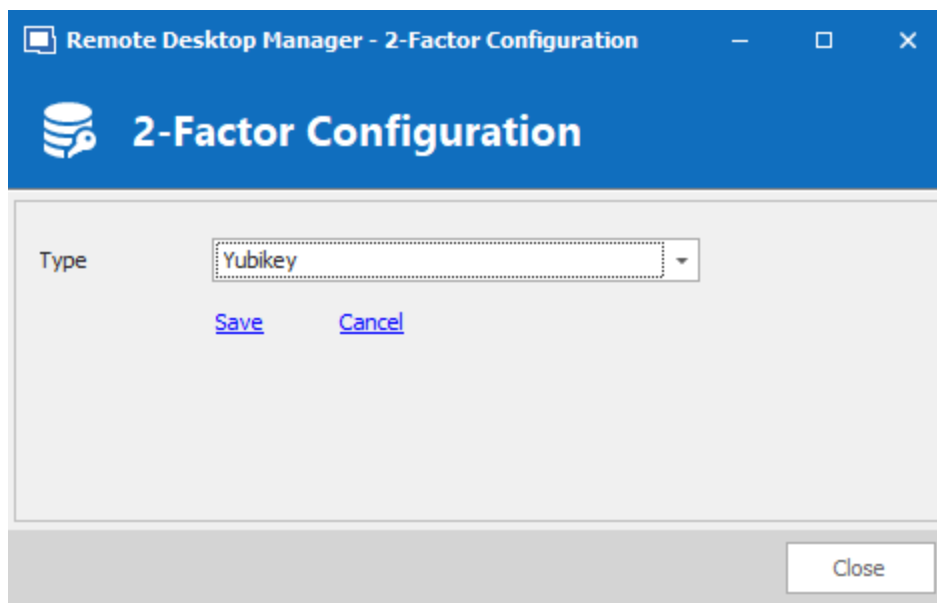 Remote Desktop Manager - 2-Factor Configuration
2-Factor Configuration
Type Yubikey
Save Cancel
Close